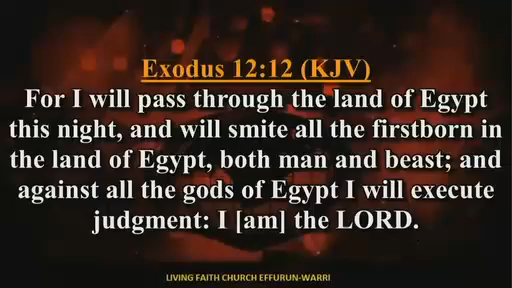 Exodus 12:12 (KJV)
For I will pass through the land of Egypt
this night, and will smite all the firstborn in
the land of Egypt, both man and beast; and
against all the gods of Egypt I will execute
judgment: I [am] the LORD.
LIVING FAITH CHURCH EFFURUN-WARRI